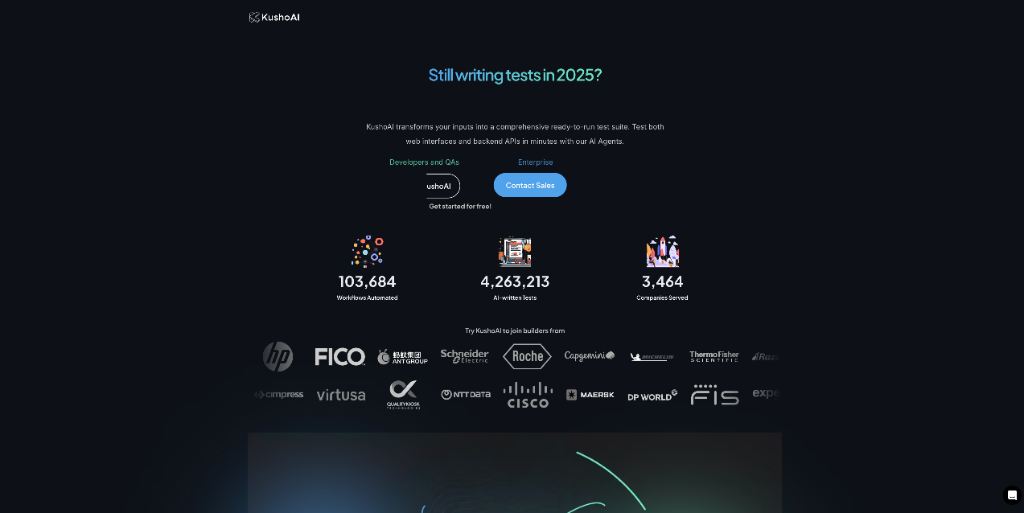 KushoAI
Still writing tests in 2025?
KushoAI transforms your inputs into a comprehensive ready-to-run test suite. Test both
web interfaces and backend APIs in minutes with our AI Agents.
Developers and QAs
Enterprise
ushoAI
Contact Sales
Get started for free!
103,684
4,263,213
3,464
Workflows Automated
AI-written Tests
Companies Served
Try KushoAI to join builders from
hp
FICO
蚂蚁集团
ANT GROUP
Schneider
Electric
Roche
Capgemini
MICHELIN
ThermoFisher
SCIENTIFIC
Raz
cimpress
virtusa
QUALITYKIOSK
TECHNOLOGIES
NTT DATA
CISCO
MAERSK
DP WORLD
FIS
expe